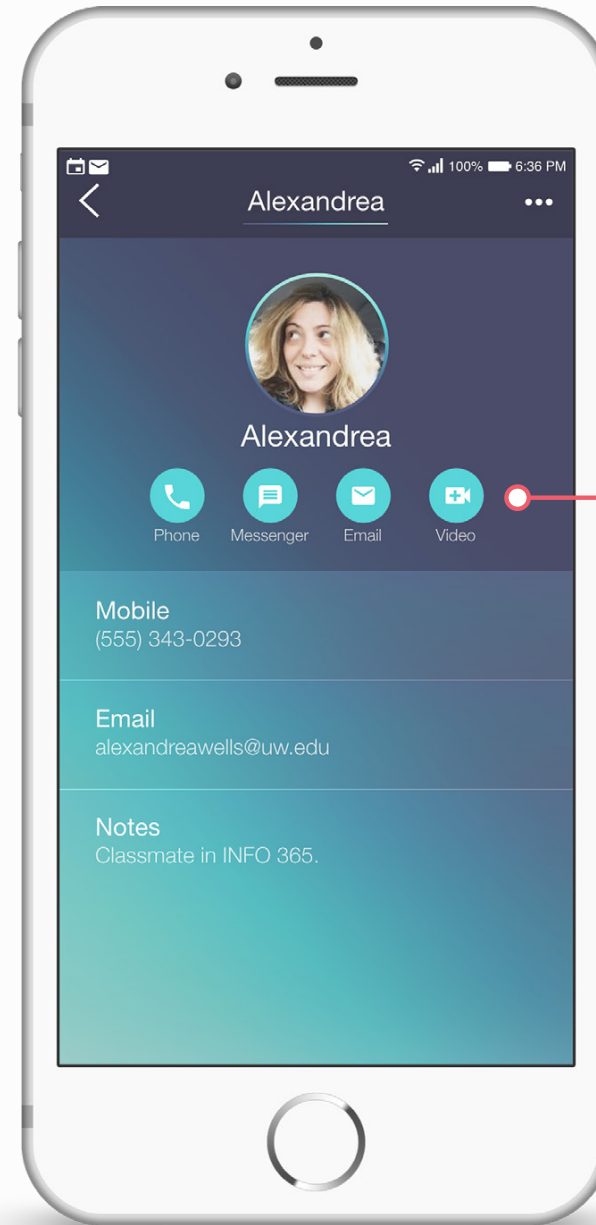 100% 6:36 PM
Alexandrea
Alexandrea
Phone Messenger Email Video
Mobile
(555) 343-0293
Email
alexandreawells@uw.edu
Notes
Classmate in INFO 365.